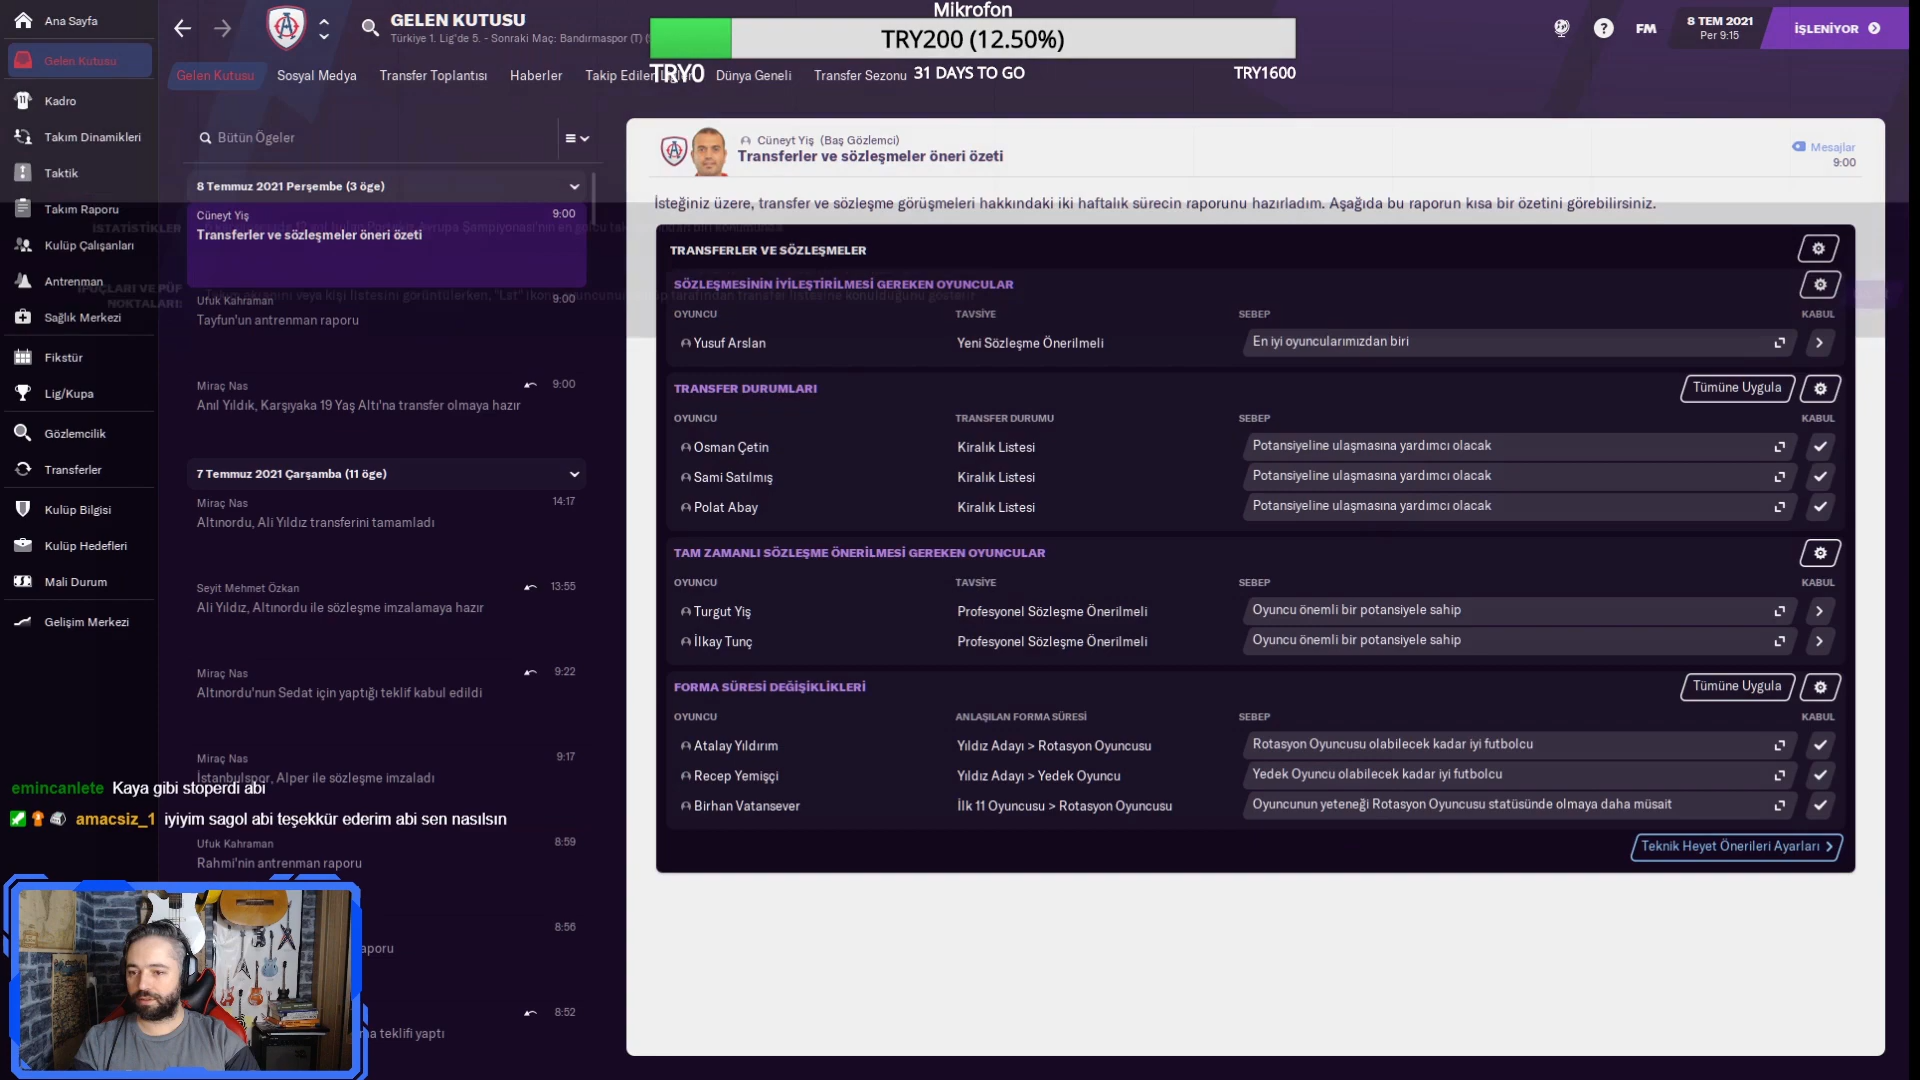 Ana Sayfa
Gelen Kutusu
Kadro
Takım Dinamikleri
Taktik
Takım Raporu
Kulüp Çalışanları
Antrenman
Sağlık Merkezi
Fikstür
Lig/Kupa
Gözlemcilik
Transferler
Kulüp Bilgisi
Kulüp Hedefleri
Mali Durum
Gelişim Merkezi
GELEN KUTUSU
Türkiye 1. Lig'de 5. - Sonraki Maç: Bandırmaspor (T)
Mikrofon
TRY200 (12.50%)
TRY0
31 DAYS TO GO
TRY1600
FM
8 TEM 2021
Per 9:15
İŞLENİYOR
Gelen Kutusu
Sosyal Medya
Transfer Toplantısı
Haberler
Takip Edilen
Dünya Geneli
Transfer Sezonu
Bütün Ögeler
8 Temmuz 2021 Perşembe (3 öge)
Cüneyt Yiş 9:00
Transferler ve sözleşmeler öneri özeti
İSTATİSTİKLER
İPUÇLARI VE PÜF
NOKTALARI:
Ufuk Kahraman 9:00
Tayfun'un antrenman raporu
Miraç Nas 9:00
Anıl Yıldık, Karşıyaka 19 Yaş Altı'na transfer olmaya hazır
7 Temmuz 2021 Çarşamba (11 öge)
Miraç Nas 14:17
Altınordu, Ali Yıldız transferini tamamladı
Seyit Mehmet Özkan 13:55
Ali Yıldız, Altınordu ile sözleşme imzalamaya hazır
Miraç Nas 9:22
Altınordu'nun Sedat için yaptığı teklif kabul edildi
Miraç Nas 9:17
İstanbulspor, Alper ile sözleşme imzaladı
emincanlete Kaya gibi stoperdi abi
amacsiz_1 iyiyim sagol abi teşekkür ederim abi sen nasılsın
Ufuk Kahraman 8:59
Rahmi'nin antrenman raporu
8:56
aporu
8:52
ma teklifi yaptı
Cüneyt Yiş (Baş Gözlemci)
Transferler ve sözleşmeler öneri özeti
Mesajlar
9:00
İsteğiniz üzere, transfer ve sözleşme görüşmeleri hakkındaki iki haftalık sürecin raporunu hazırladım. Aşağıda bu raporun kısa bir özetini görebilirsiniz.
TRANSFERLER VE SÖZLEŞMELER
SÖZLEŞMESİNİN İYİLEŞTİRİLMESİ GEREKEN OYUNCULAR
OYUNCU TAVSİYE SEBEP KABUL
Yusuf Arslan Yeni Sözleşme Önerilmeli En iyi oyuncularımızdan biri
TRANSFER DURUMLARI Tümüne Uygula
OYUNCU TRANSFER DURUMU SEBEP KABUL
Osman Çetin Kiralık Listesi Potansiyeline ulaşmasına yardımcı olacak
Sami Satılmış Kiralık Listesi Potansiyeline ulaşmasına yardımcı olacak
Polat Abay Kiralık Listesi Potansiyeline ulaşmasına yardımcı olacak
TAM ZAMANLI SÖZLEŞME ÖNERİLMESİ GEREKEN OYUNCULAR
OYUNCU TAVSİYE SEBEP KABUL
Turgut Yiş Profesyonel Sözleşme Önerilmeli Oyuncu önemli bir potansiyele sahip
İlkay Tunç Profesyonel Sözleşme Önerilmeli Oyuncu önemli bir potansiyele sahip
FORMA SÜRESİ DEĞİŞİKLİKLERİ Tümüne Uygula
OYUNCU ANLAŞILAN FORMA SÜRESİ SEBEP KABUL
Atalay Yıldırım Yıldız Adayı > Rotasyon Oyuncusu Rotasyon Oyuncusu olabilecek kadar iyi futbolcu
Recep Yemişçi Yıldız Adayı > Yedek Oyuncu Yedek Oyuncu olabilecek kadar iyi futbolcu
Birhan Vatansever İlk 11 Oyuncusu > Rotasyon Oyuncusu Oyuncunun yeteneği Rotasyon Oyuncusu statüsünde olmaya daha müsait
Teknik Heyet Önerileri Ayarları